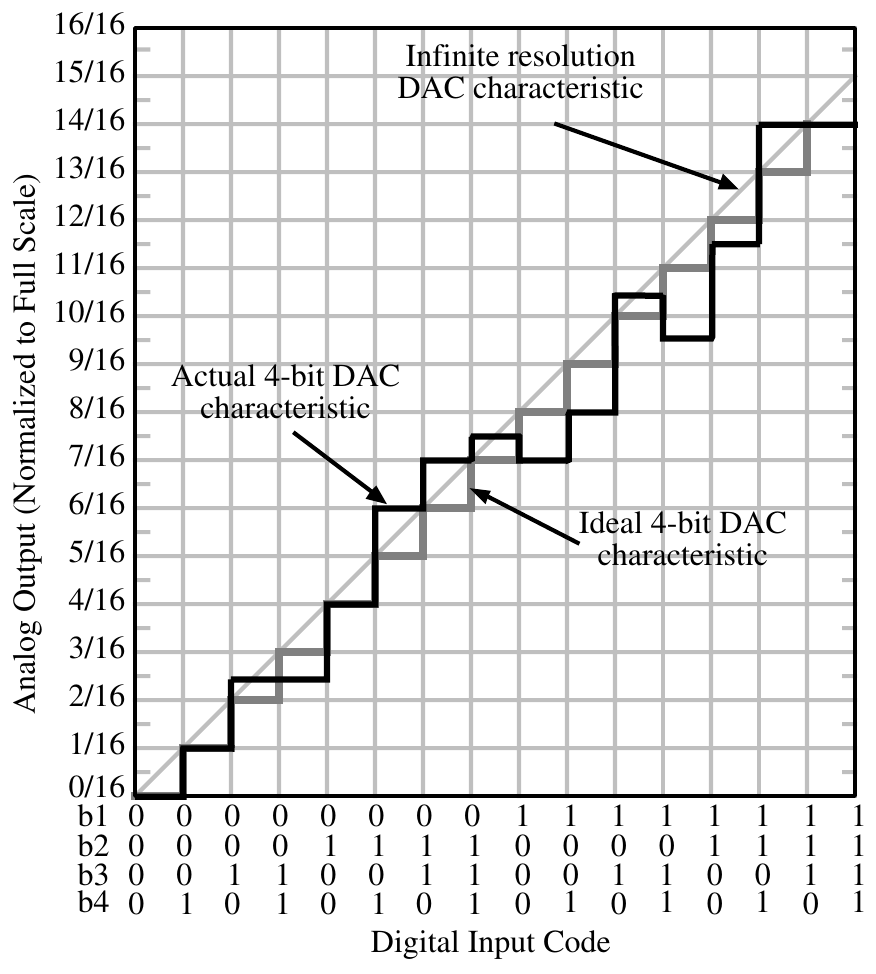 16/16
Infinite resolution
DAC characteristic
15/16
14/16
13/16
12/16
11/16
10/16
9/16
Actual 4-bit DAC
characteristic
8/16
7/16
6/16
Ideal 4-bit DAC
characteristic
5/16
4/16
3/16
2/16
1/16
0/16
Analog Output (Normalized to Full Scale)
b1 0 0 0 0 0 0 0 0 1 1 1 1 1 1 1 1
b2 0 0 0 0 1 1 1 1 0 0 0 0 1 1 1 1
b3 0 0 1 1 0 0 1 1 0 0 1 1 0 0 1 1
b4 0 1 0 1 0 1 0 1 0 1 0 1 0 1 0 1
Digital Input Code